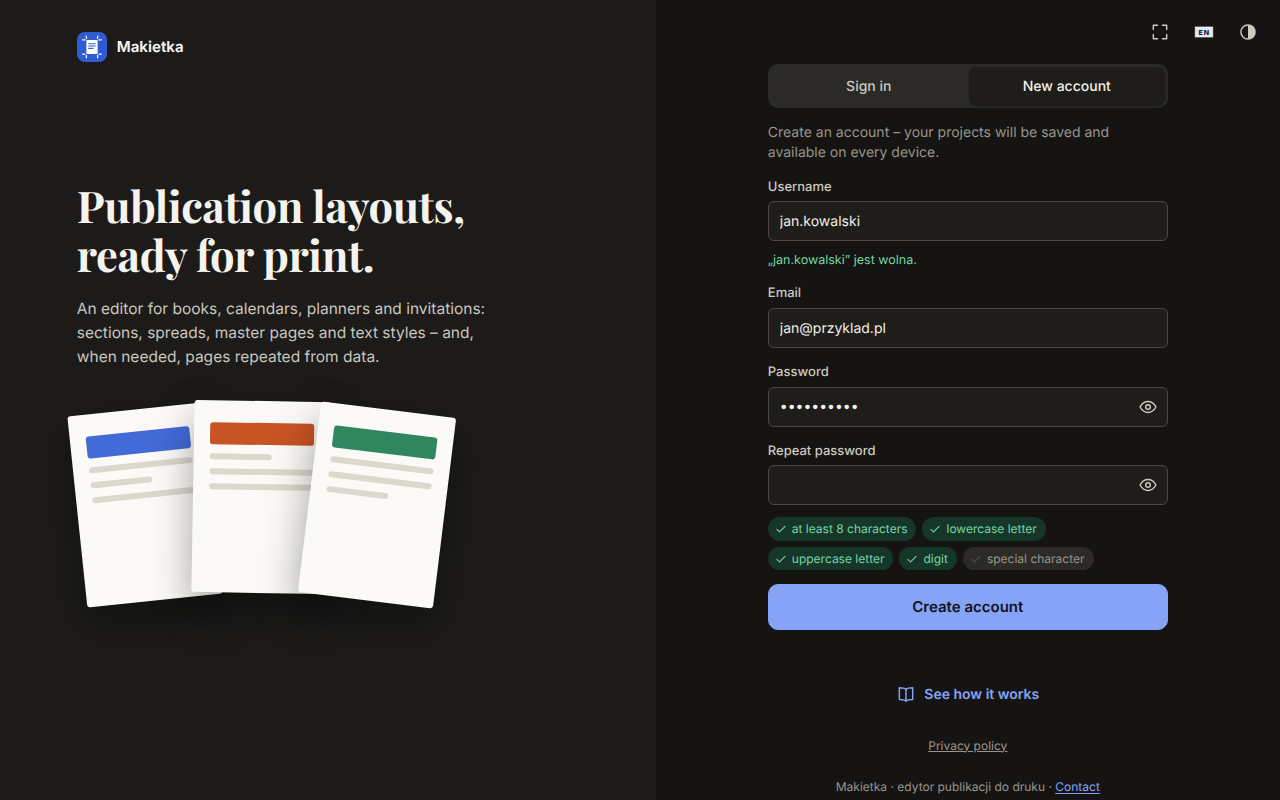 Makietka
EN
Sign in
New account
Create an account – your projects will be saved and
available on every device.
Username
jan.kowalski
„jan.kowalski” jest wolna.
Email
jan@przyklad.pl
Password
••••••••••
Repeat password
at least 8 characters
lowercase letter
uppercase letter
digit
special character
Create account
See how it works
Privacy policy
Makietka · edytor publikacji do druku · Contact
Publication layouts,
ready for print.
An editor for books, calendars, planners and invitations:
sections, spreads, master pages and text styles – and,
when needed, pages repeated from data.